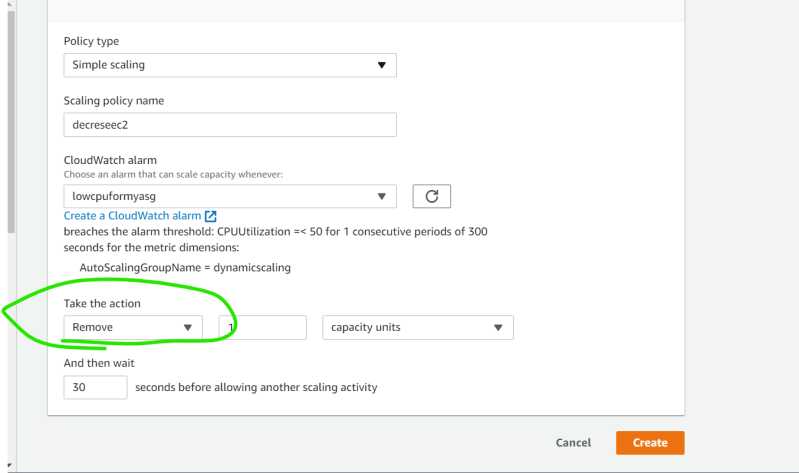 Policy type
Simple scaling
Scaling policy name
decreseec2
CloudWatch alarm
Choose an alarm that can scale capacity whenever:
lowcpuformyasg
Create a CloudWatch alarm
breaches the alarm threshold: CPUUtilization =< 50 for 1 consecutive periods of 300
seconds for the metric dimensions:
AutoScalingGroupName = dynamicscaling
Take the action
Remove 1 capacity units
And then wait
30 seconds before allowing another scaling activity
Cancel Create